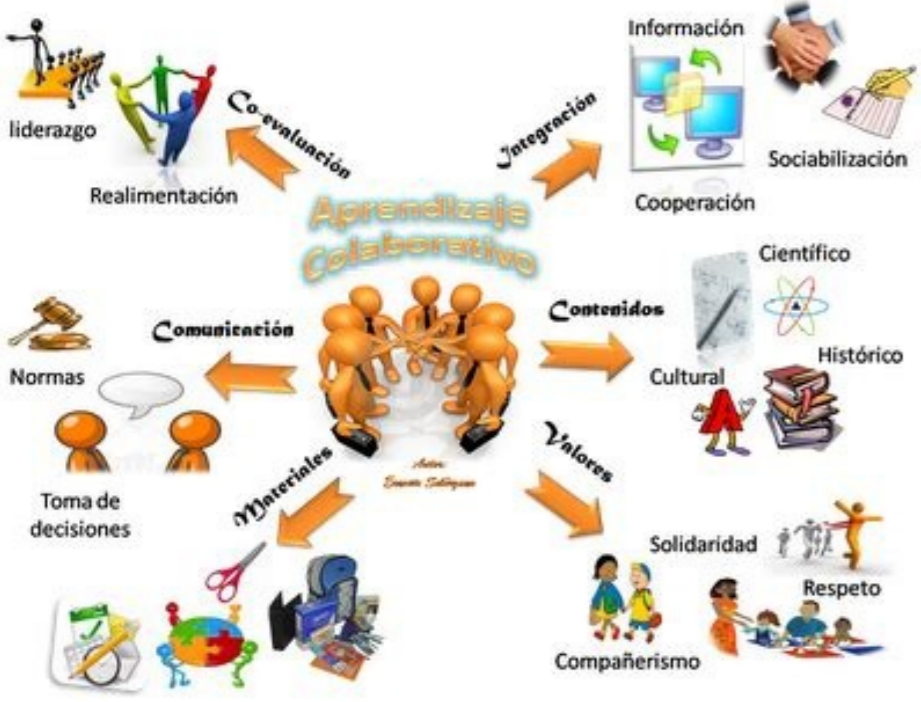 liderazgo
Realimentación
Co-evaluación
Integración
Información
Cooperación
Sociabilización
Aprendizaje
Colaborativo
Comunicación
Normas
Toma de
decisiones
Contenidos
Científico
Histórico
Cultural
Materiales
Autor:
Valores
Solidaridad
Respeto
Compañerismo